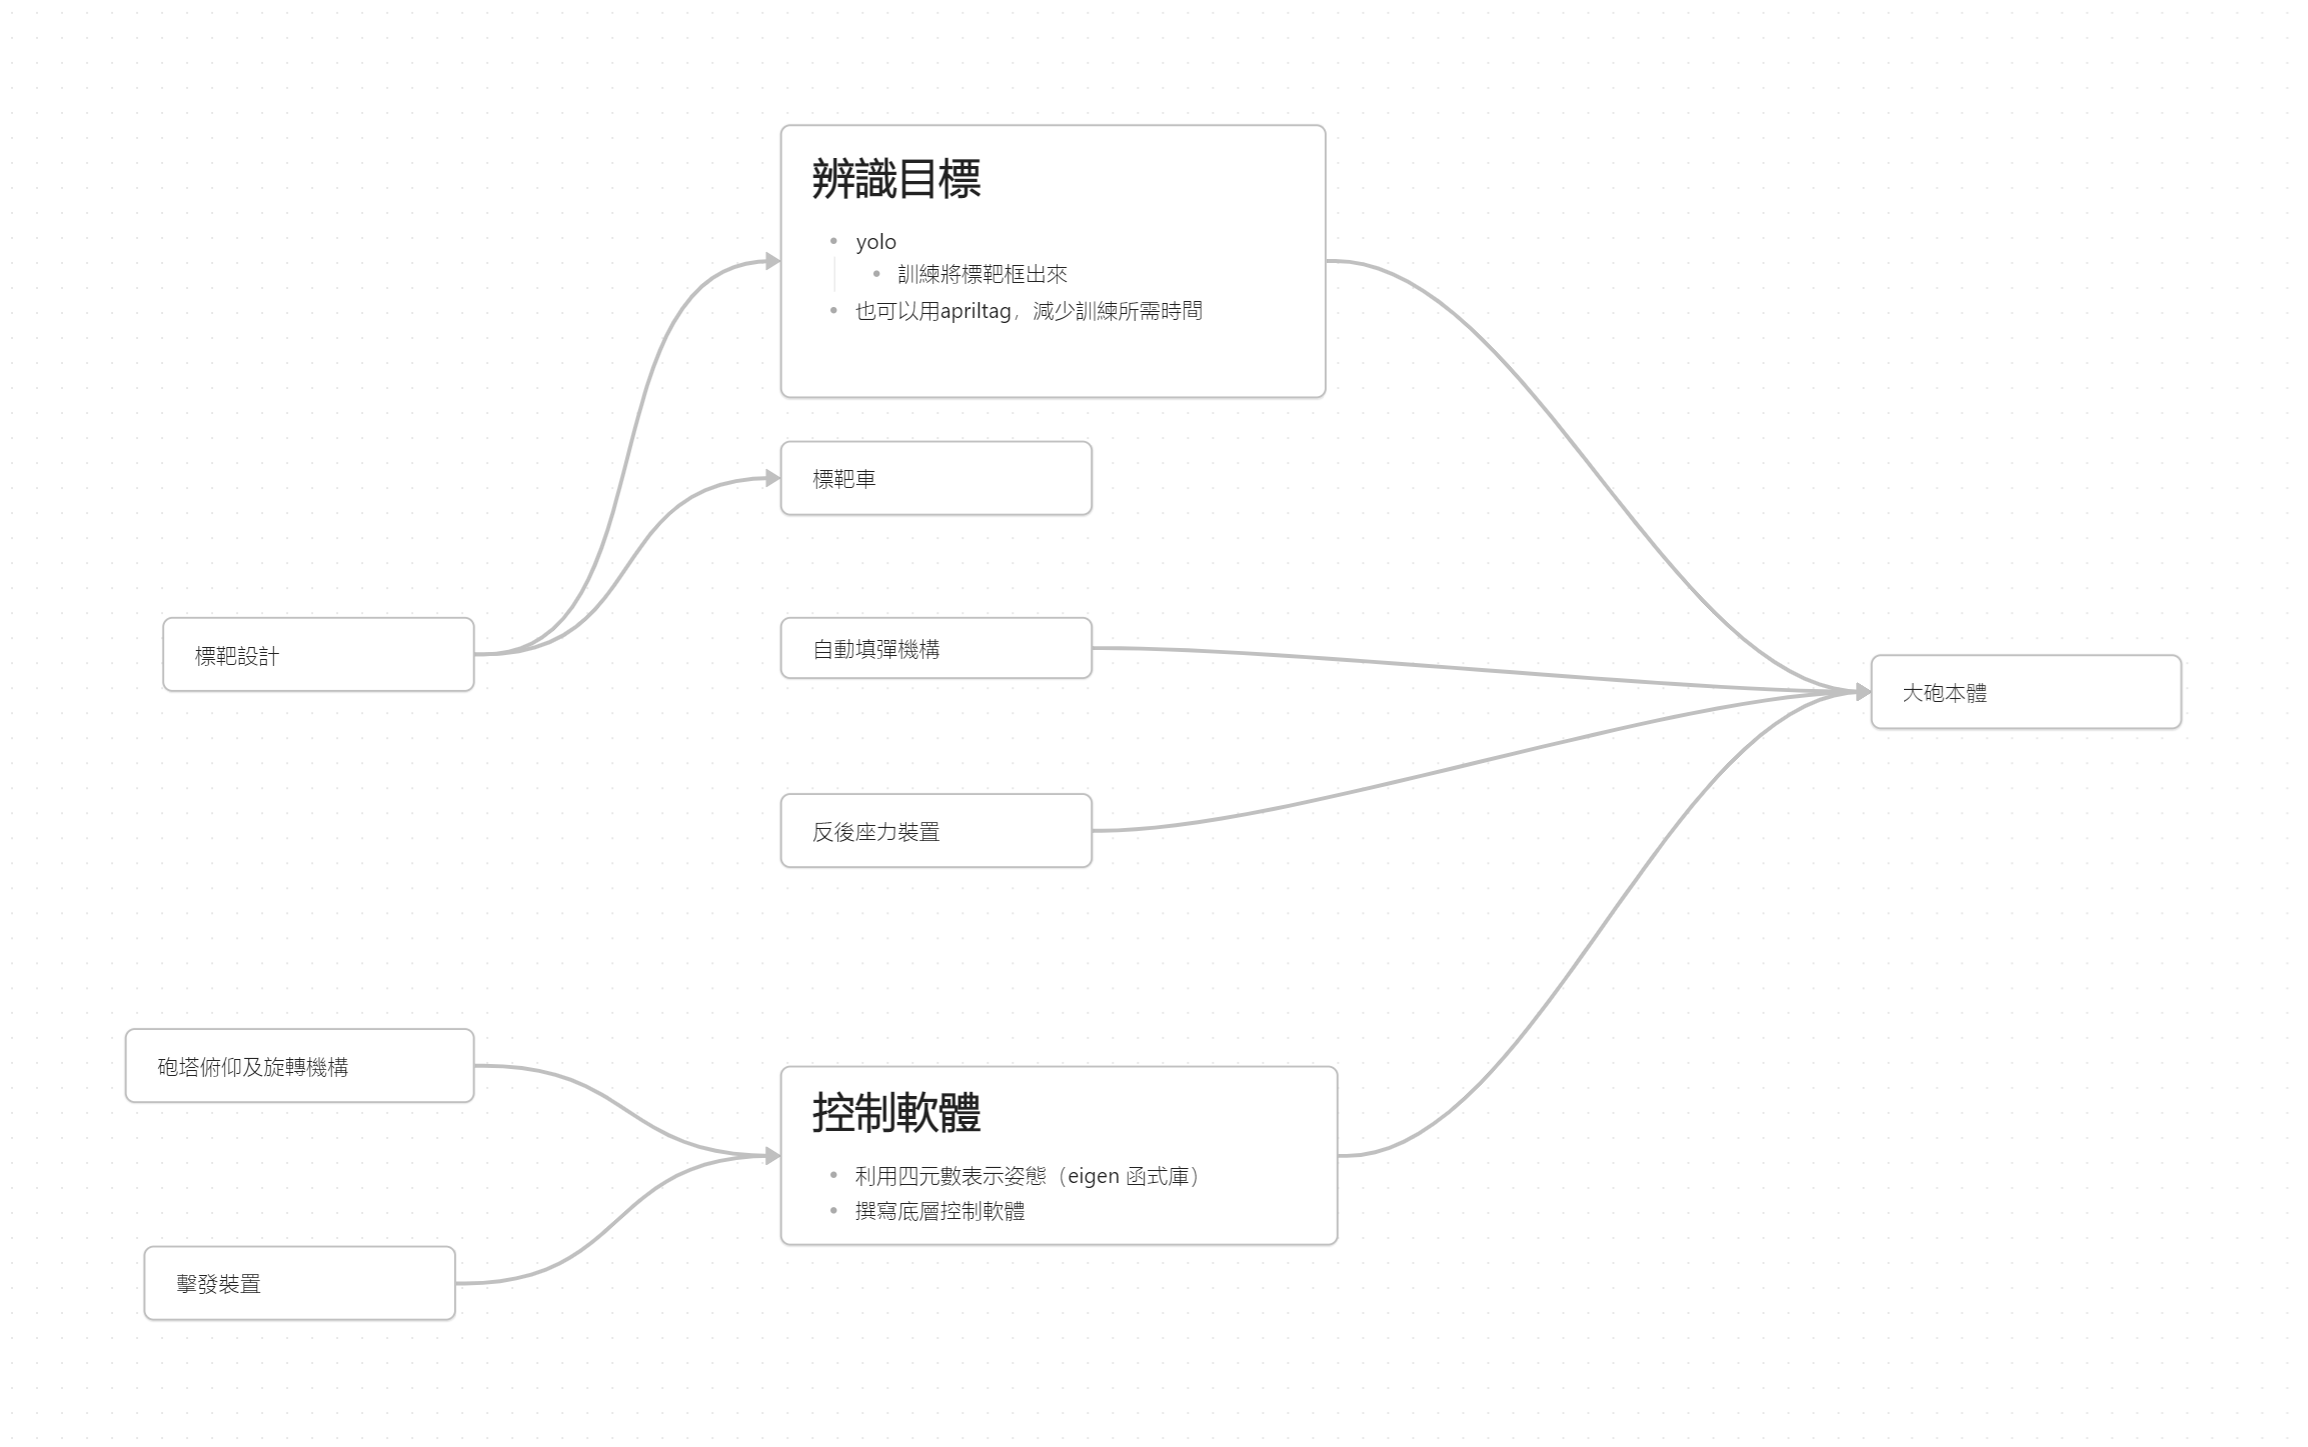 辨識目標
yolo
訓練將標靶框出來
也可以用apriltag，減少訓練所需時間
標靶車
標靶設計
自動填彈機構
大砲本體
反後座力裝置
砲塔俯仰及旋轉機構
控制軟體
利用四元數表示姿態（eigen 函式庫）
撰寫底層控制軟體
擊發裝置